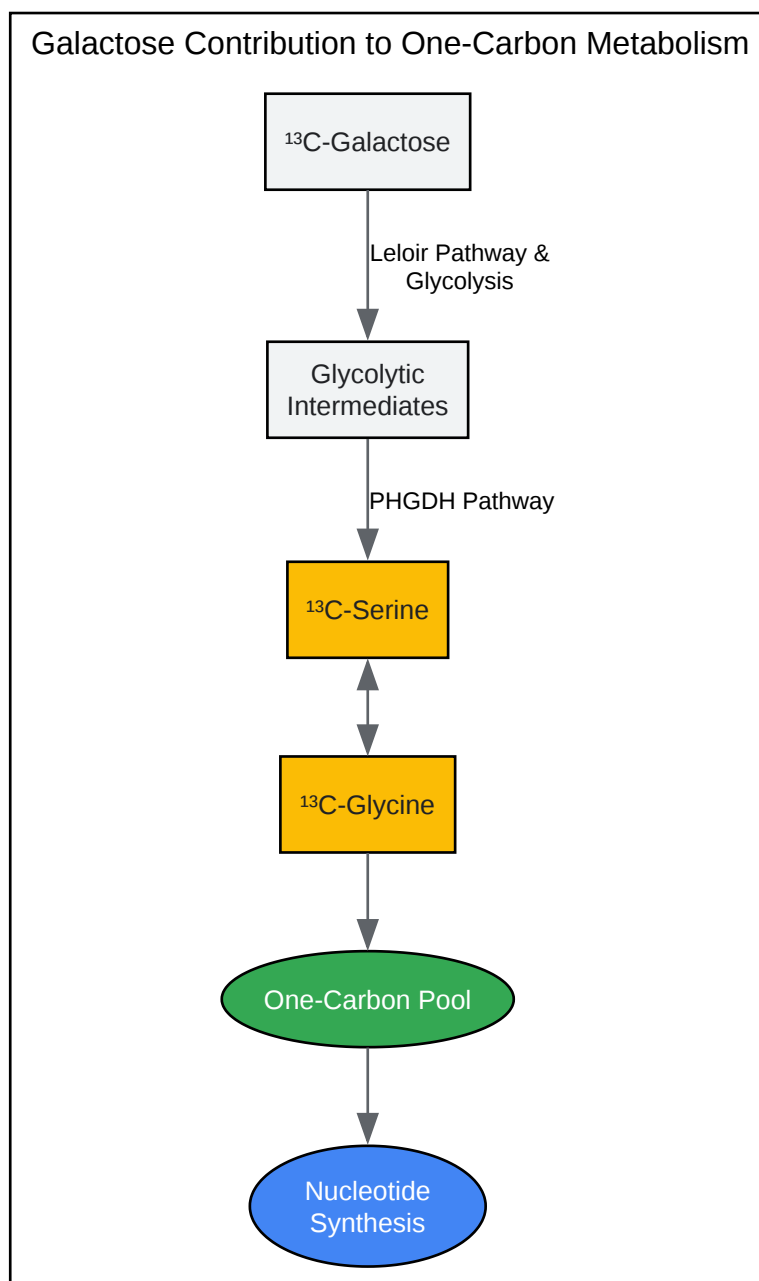 Galactose Contribution to One-Carbon Metabolism
¹³C-Galactose
Leloir Pathway &
Glycolysis
Glycolytic
Intermediates
PHGDH Pathway
¹³C-Serine
¹³C-Glycine
One-Carbon Pool
Nucleotide
Synthesis